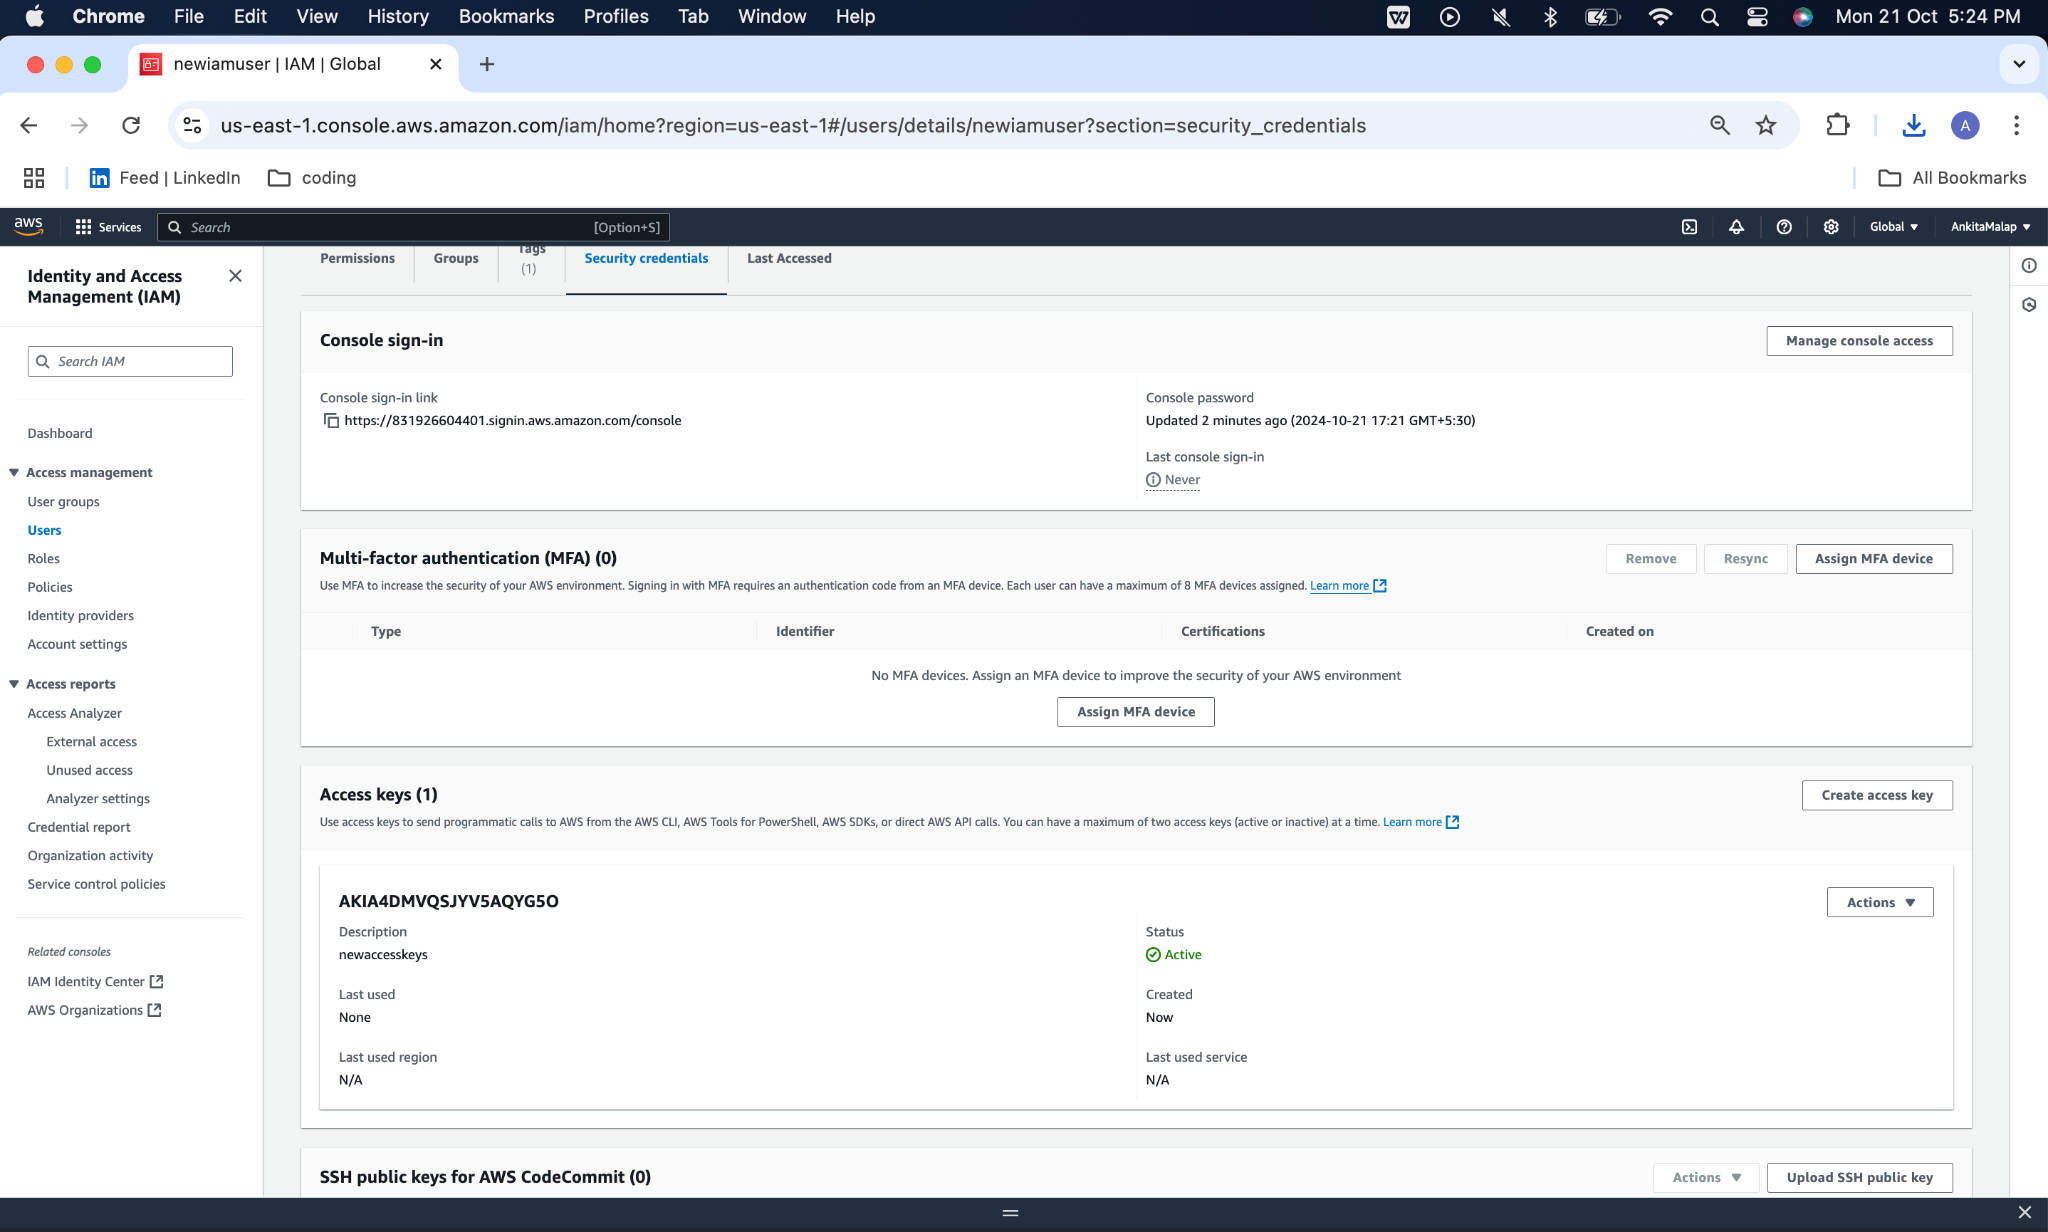 Chrome File Edit View History Bookmarks Profiles Tab Window Help Mon 21 Oct 5:24 PM
newiamuser | IAM | Global
us-east-1.console.aws.amazon.com/iam/home?region=us-east-1#/users/details/newiamuser?section=security_credentials
A
Feed | LinkedIn coding All Bookmarks
aws Services Search [Option+S] Global AnkitaMalap
Identity and Access
Management (IAM)
Search IAM
Dashboard
Access management
User groups
Users
Roles
Policies
Identity providers
Account settings
Access reports
Access Analyzer
External access
Unused access
Analyzer settings
Credential report
Organization activity
Service control policies
Related consoles
IAM Identity Center
AWS Organizations
Permissions Groups Tags (1) Security credentials Last Accessed
Console sign-in Manage console access
Console sign-in link
https://831926604401.signin.aws.amazon.com/console
Console password
Updated 2 minutes ago (2024-10-21 17:21 GMT+5:30)
Last console sign-in
Never
Multi-factor authentication (MFA) (0) Remove Resync Assign MFA device
Use MFA to increase the security of your AWS environment. Signing in with MFA requires an authentication code from an MFA device. Each user can have a maximum of 8 MFA devices assigned. Learn more
Type Identifier Certifications Created on
No MFA devices. Assign an MFA device to improve the security of your AWS environment
Assign MFA device
Access keys (1) Create access key
Use access keys to send programmatic calls to AWS from the AWS CLI, AWS Tools for PowerShell, AWS SDKs, or direct AWS API calls. You can have a maximum of two access keys (active or inactive) at a time. Learn more
AKIA4DMVQSJYV5AQYG5O Actions
Description
newaccesskeys
Status
Active
Last used
None
Created
Now
Last used region
N/A
Last used service
N/A
SSH public keys for AWS CodeCommit (0) Actions Upload SSH public key